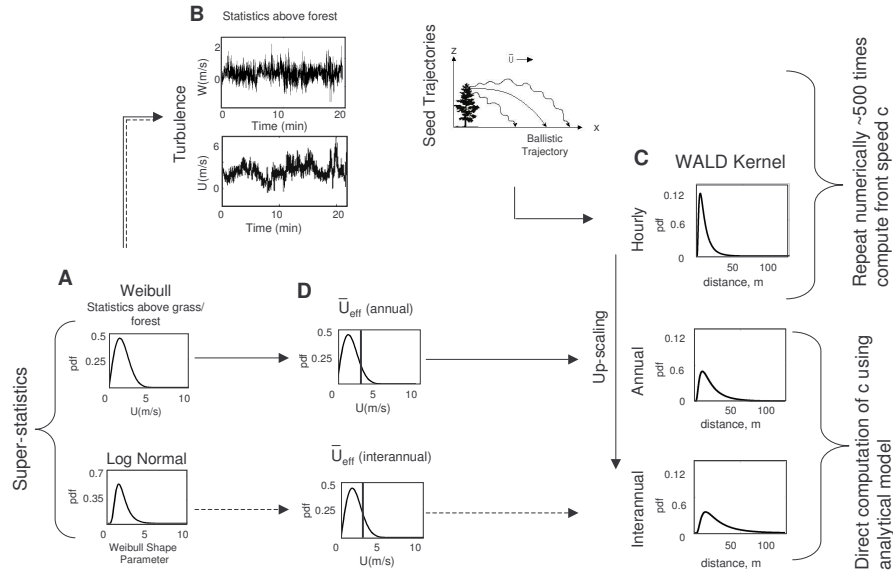 B
Statistics above forest
Turbulence
W(m/s)
2
0
0 10 20
Time (min)
U(m/s)
6
0
0 10 20
Time (min)
Seed Trajectories
Z
U̅
X
Ballistic
Trajectory
C
WALD Kernel
Hourly
pdf
0.12
0.6
0
50 100
distance, m
Repeat numerically ~500 times
compute front speed c
A
Weibull
Statistics above grass/
forest
pdf
0.5
0.25
0 5 10
U(m/s)
D
U̅eff (annual)
pdf
0.5
0.25
0 5 10
U(m/s)
Up-scaling
Annual
pdf
0.12
0.6
0
50 100
distance, m
Super-statistics
Log Normal
pdf
0.7
0.35
0 5 10
Weibull Shape
Parameter
U̅eff (interannual)
pdf
0.5
0.25
0 5 10
U(m/s)
Interannual
pdf
0.12
0.6
0
50 100
distance, m
Direct computation of c using
analytical model